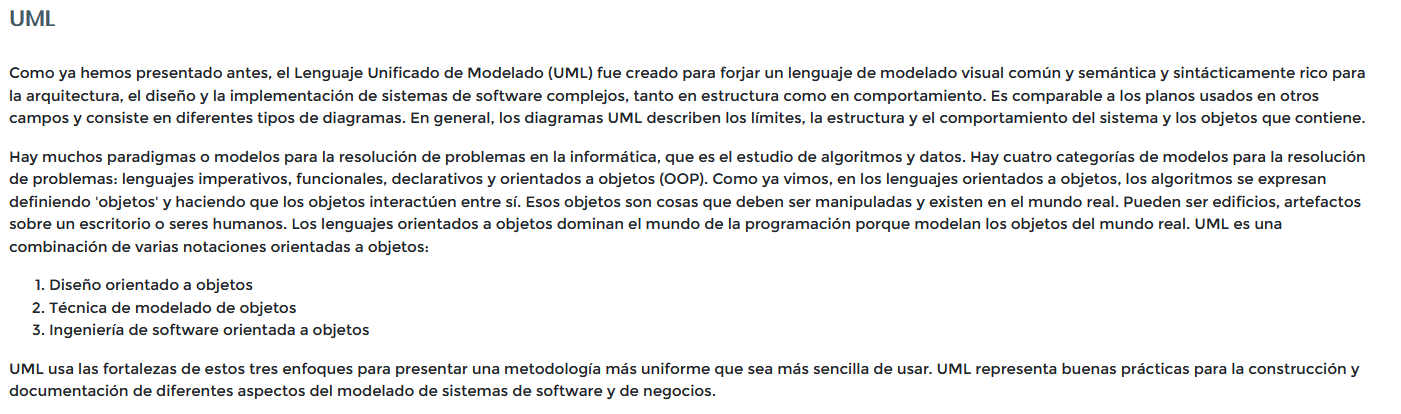 UML
Como ya hemos presentado antes, el Lenguaje Unificado de Modelado (UML) fue creado para forjar un lenguaje de modelado visual común y semántica y sintácticamente rico para
la arquitectura, el diseño y la implementación de sistemas de software complejos, tanto en estructura como en comportamiento. Es comparable a los planos usados en otros
campos y consiste en diferentes tipos de diagramas. En general, los diagramas UML describen los límites, la estructura y el comportamiento del sistema y los objetos que contiene.
Hay muchos paradigmas o modelos para la resolución de problemas en la informática, que es el estudio de algoritmos y datos. Hay cuatro categorías de modelos para la resolución
de problemas: lenguajes imperativos, funcionales, declarativos y orientados a objetos (OOP). Como ya vimos, en los lenguajes orientados a objetos, los algoritmos se expresan
definiendo 'objetos' y haciendo que los objetos interactúen entre sí. Esos objetos son cosas que deben ser manipuladas y existen en el mundo real. Pueden ser edificios, artefactos
sobre un escritorio o seres humanos. Los lenguajes orientados a objetos dominan el mundo de la programación porque modelan los objetos del mundo real. UML es una
combinación de varias notaciones orientadas a objetos:
1. Diseño orientado a objetos
2. Técnica de modelado de objetos
3. Ingeniería de software orientada a objetos
UML usa las fortalezas de estos tres enfoques para presentar una metodología más uniforme que sea más sencilla de usar. UML representa buenas prácticas para la construcción y
documentación de diferentes aspectos del modelado de sistemas de software y de negocios.